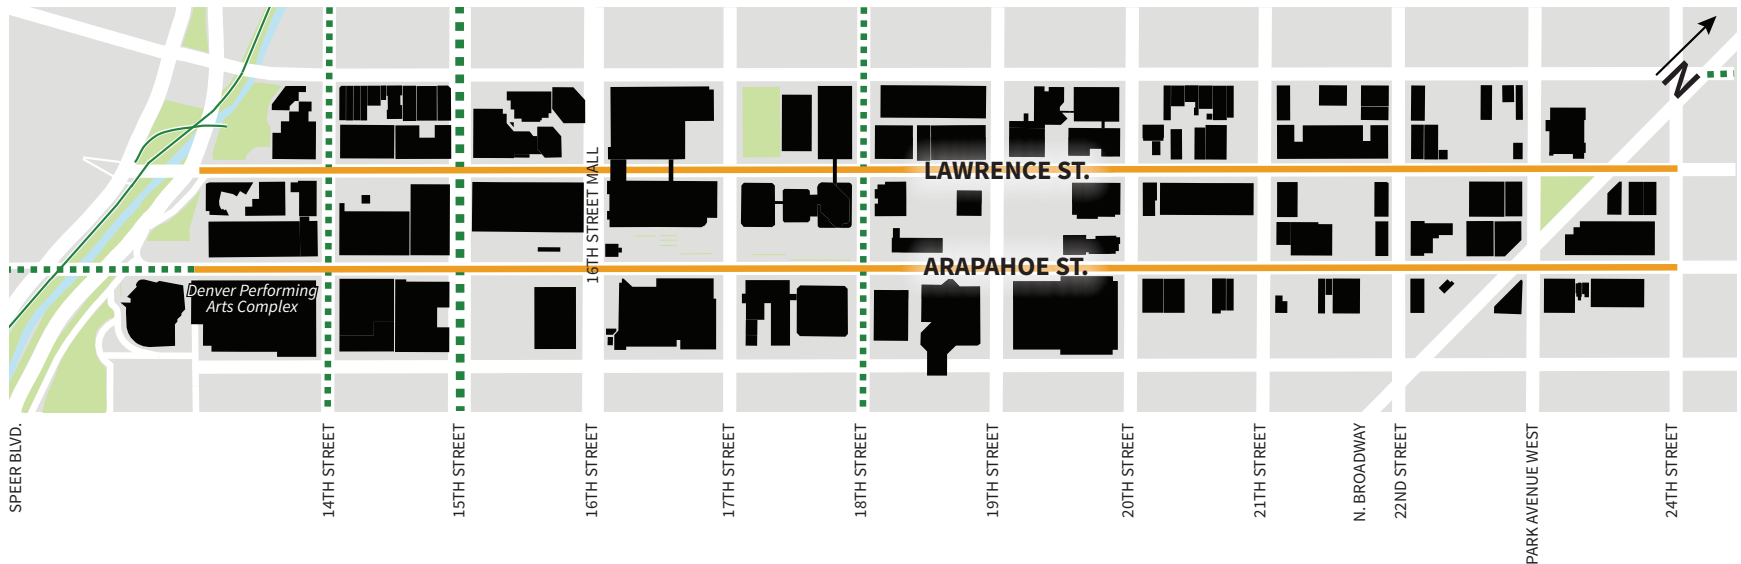 N
16TH STREET MALL
LAWRENCE ST.
ARAPAHOE ST.
Denver Performing
Arts Complex
SPEER BLVD.
14TH STREET
15TH STREET
16TH STREET
17TH STREET
18TH STREET
19TH STREET
20TH STREET
21TH STREET
N. BROADWAY
22ND STREET
PARK AVENUE WEST
24TH STREET